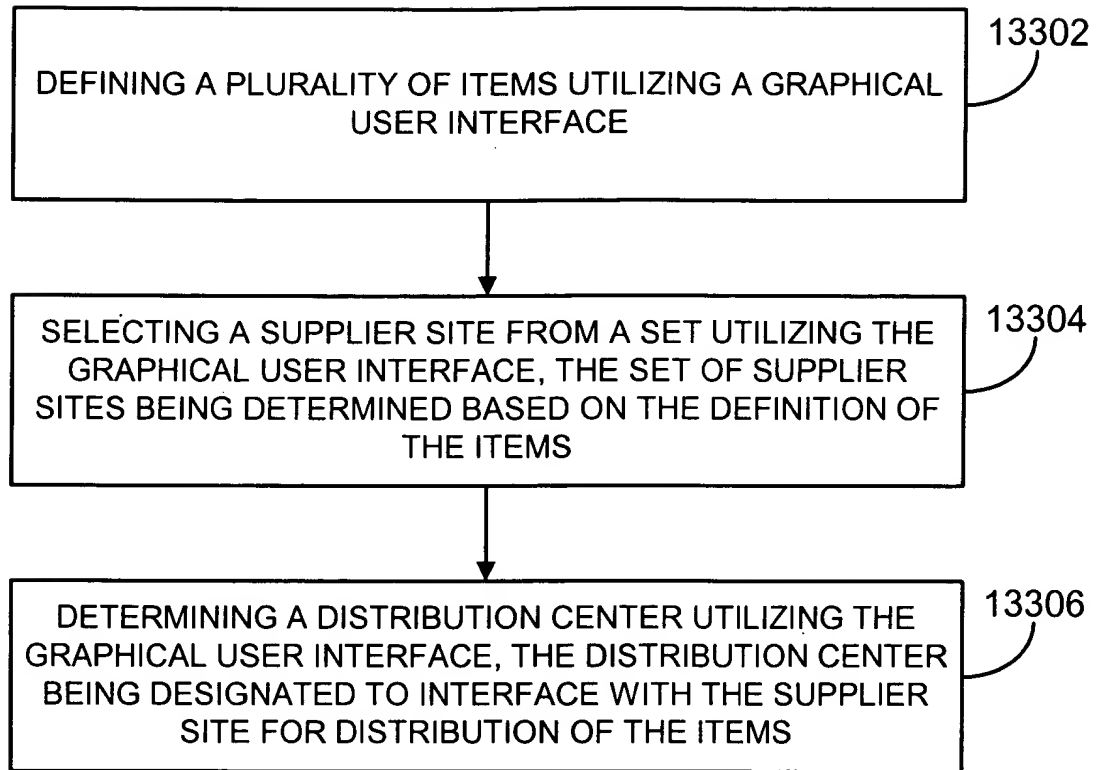 13302
DEFINING A PLURALITY OF ITEMS UTILIZING A GRAPHICAL
USER INTERFACE
13304
SELECTING A SUPPLIER SITE FROM A SET UTILIZING THE
GRAPHICAL USER INTERFACE, THE SET OF SUPPLIER
SITES BEING DETERMINED BASED ON THE DEFINITION OF
THE ITEMS
13306
DETERMINING A DISTRIBUTION CENTER UTILIZING THE
GRAPHICAL USER INTERFACE, THE DISTRIBUTION CENTER
BEING DESIGNATED TO INTERFACE WITH THE SUPPLIER
SITE FOR DISTRIBUTION OF THE ITEMS